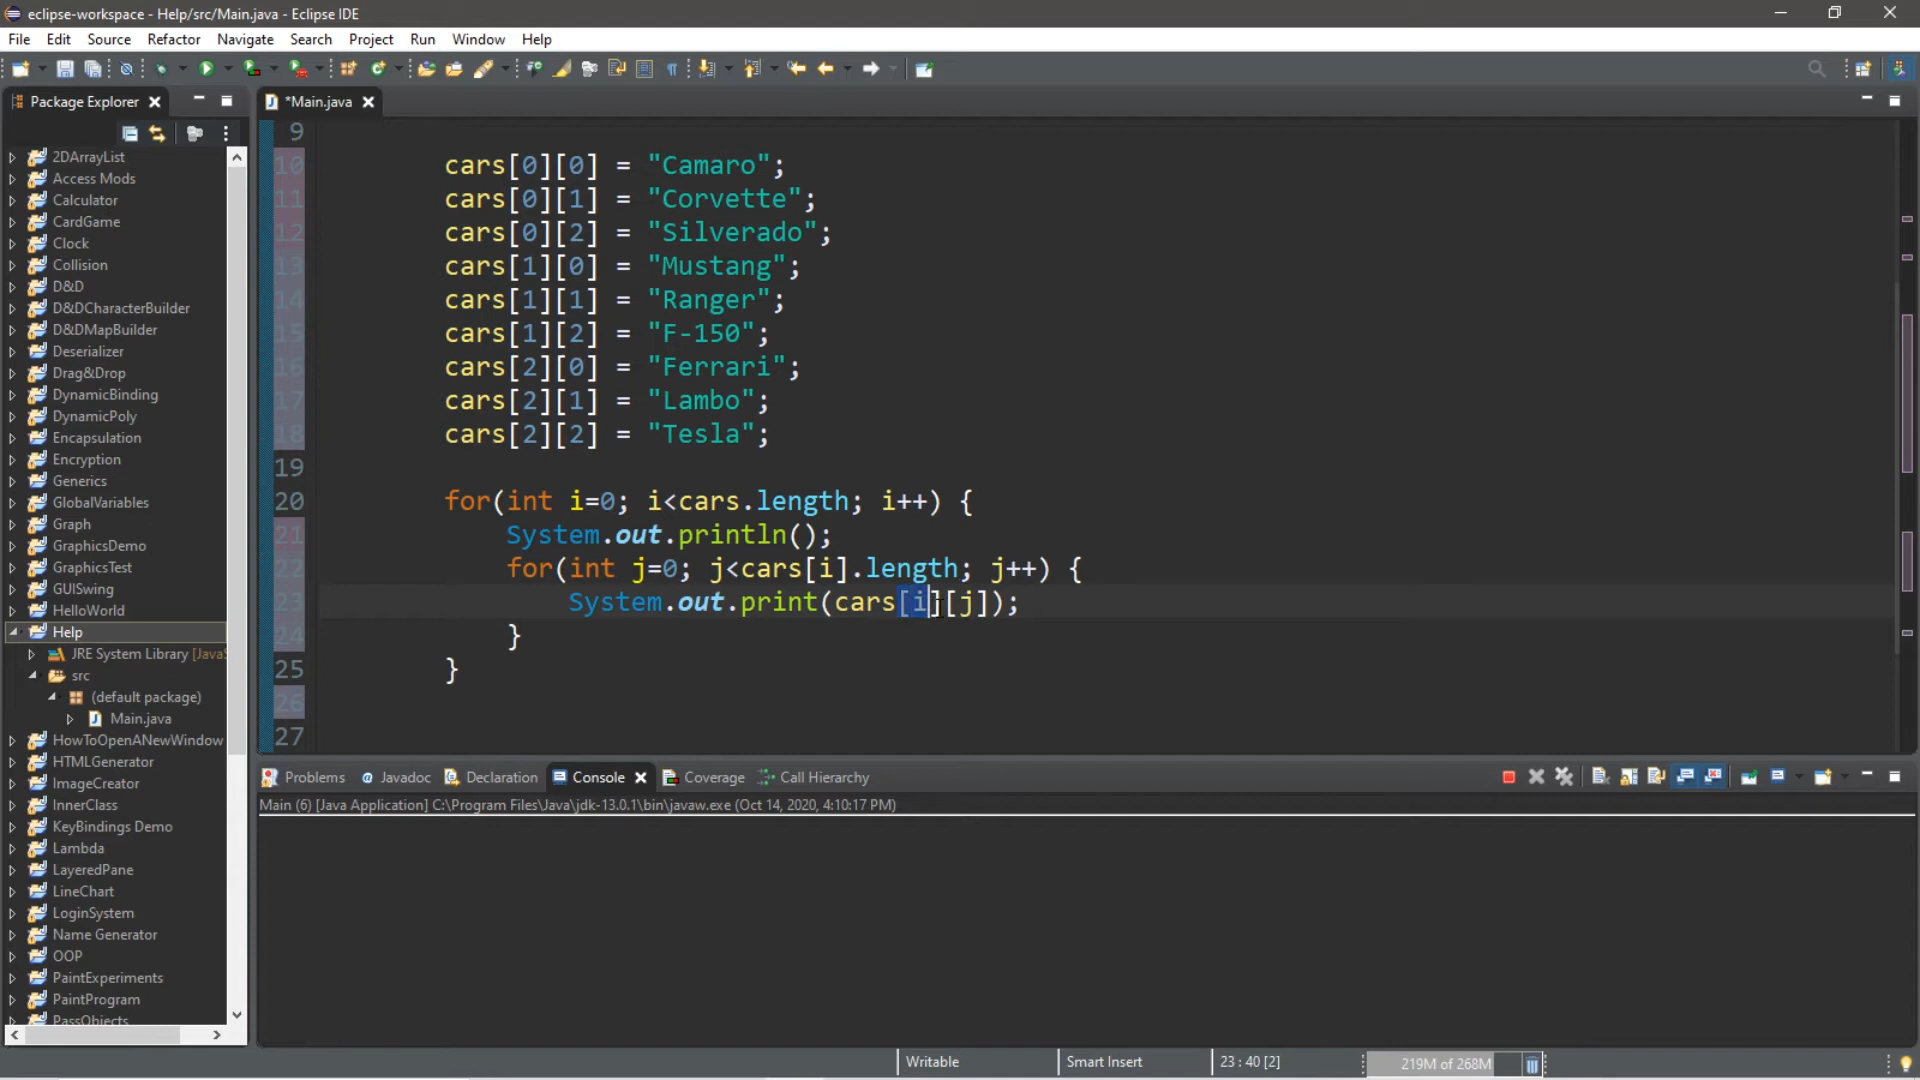 eclipse-workspace - Help/src/Main.java - Eclipse IDE
File Edit Source Refactor Navigate Search Project Run Window Help
Package Explorer
*Main.java
2DArrayList
Access Mods
Calculator
CardGame
Clock
Collision
D&D
D&DCharacterBuilder
D&DMapBuilder
Deserializer
Drag&Drop
DynamicBinding
DynamicPoly
Encapsulation
Encryption
Generics
GlobalVariables
Graph
GraphicsDemo
GraphicsTest
GUISwing
HelloWorld
Help
JRE System Library [JavaS
src
(default package)
Main.java
HowToOpenANewWindow
HTMLGenerator
ImageCreator
InnerClass
KeyBindings Demo
Lambda
LayeredPane
LineChart
LoginSystem
Name Generator
OOP
PaintExperiments
PaintProgram
PassObjects
9
10 cars[0][0] = "Camaro";
11 cars[0][1] = "Corvette";
12 cars[0][2] = "Silverado";
13 cars[1][0] = "Mustang";
14 cars[1][1] = "Ranger";
15 cars[1][2] = "F-150";
16 cars[2][0] = "Ferrari";
17 cars[2][1] = "Lambo";
18 cars[2][2] = "Tesla";
19
20 for(int i=0; i<cars.length; i++) {
21 System.out.println();
22 for(int j=0; j<cars[i].length; j++) {
23 System.out.print(cars[i][j]);
24 }
25 }
26
27
Problems Javadoc Declaration Console Coverage Call Hierarchy
Main (6) [Java Application] C:\Program Files\Java\jdk-13.0.1\bin\javaw.exe (Oct 14, 2020, 4:10:17 PM)
Writable Smart Insert 23 : 40 [2] 219M of 268M